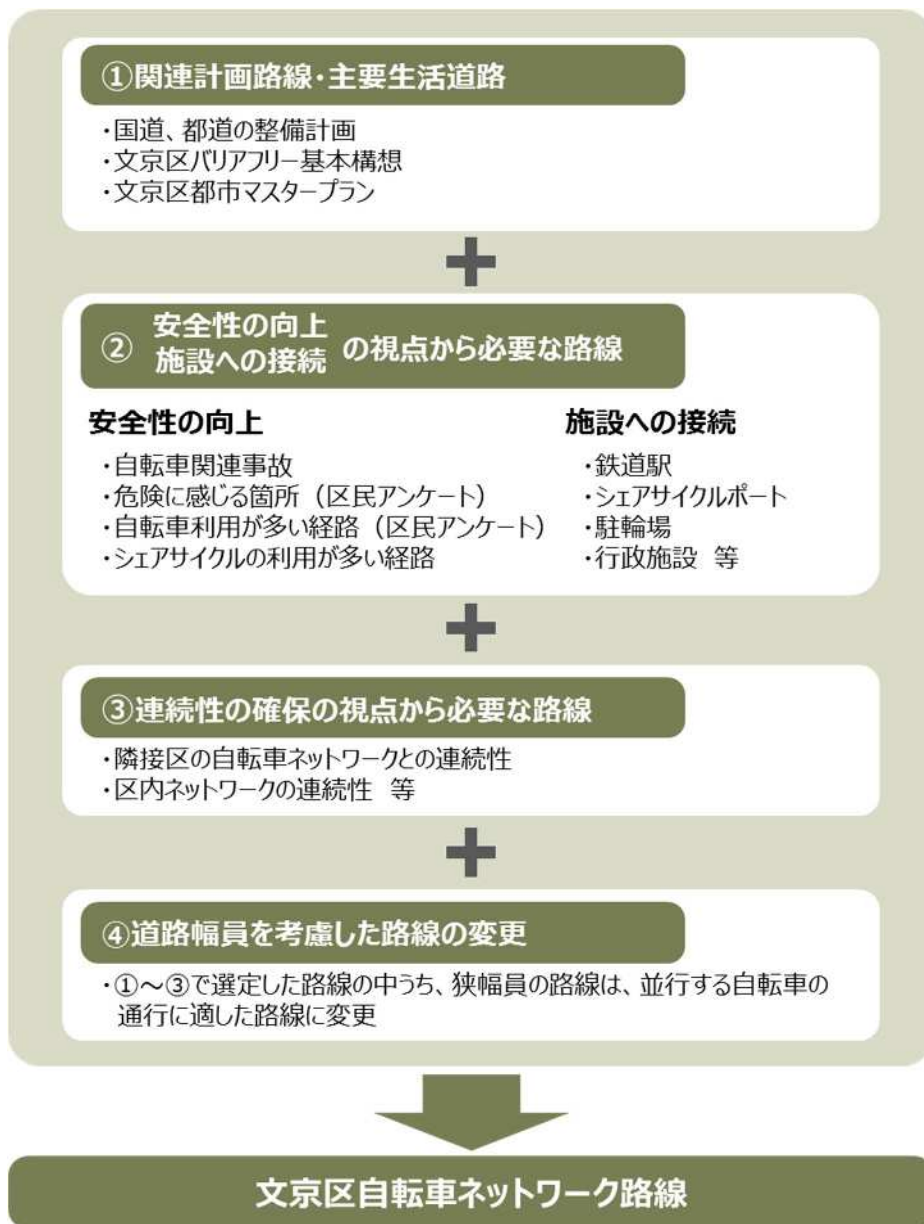 ①関連計画路線・主要生活道路
・国道、都道の整備計画
・文京区バリアフリー基本構想
・文京区都市マスタープラン
② 安全性の向上
施設への接続 の視点から必要な路線
安全性の向上
・自転車関連事故
・危険に感じる箇所（区民アンケート）
・自転車利用が多い経路（区民アンケート）
・シェアサイクルの利用が多い経路
施設への接続
・鉄道駅
・シェアサイクルポート
・駐輪場
・行政施設 等
③連続性の確保の視点から必要な路線
・隣接区の自転車ネットワークとの連続性
・区内ネットワークの連続性 等
④道路幅員を考慮した路線の変更
・①～③で選定した路線の中うち、狭幅員の路線は、並行する自転車の
通行に適した路線に変更
文京区自転車ネットワーク路線